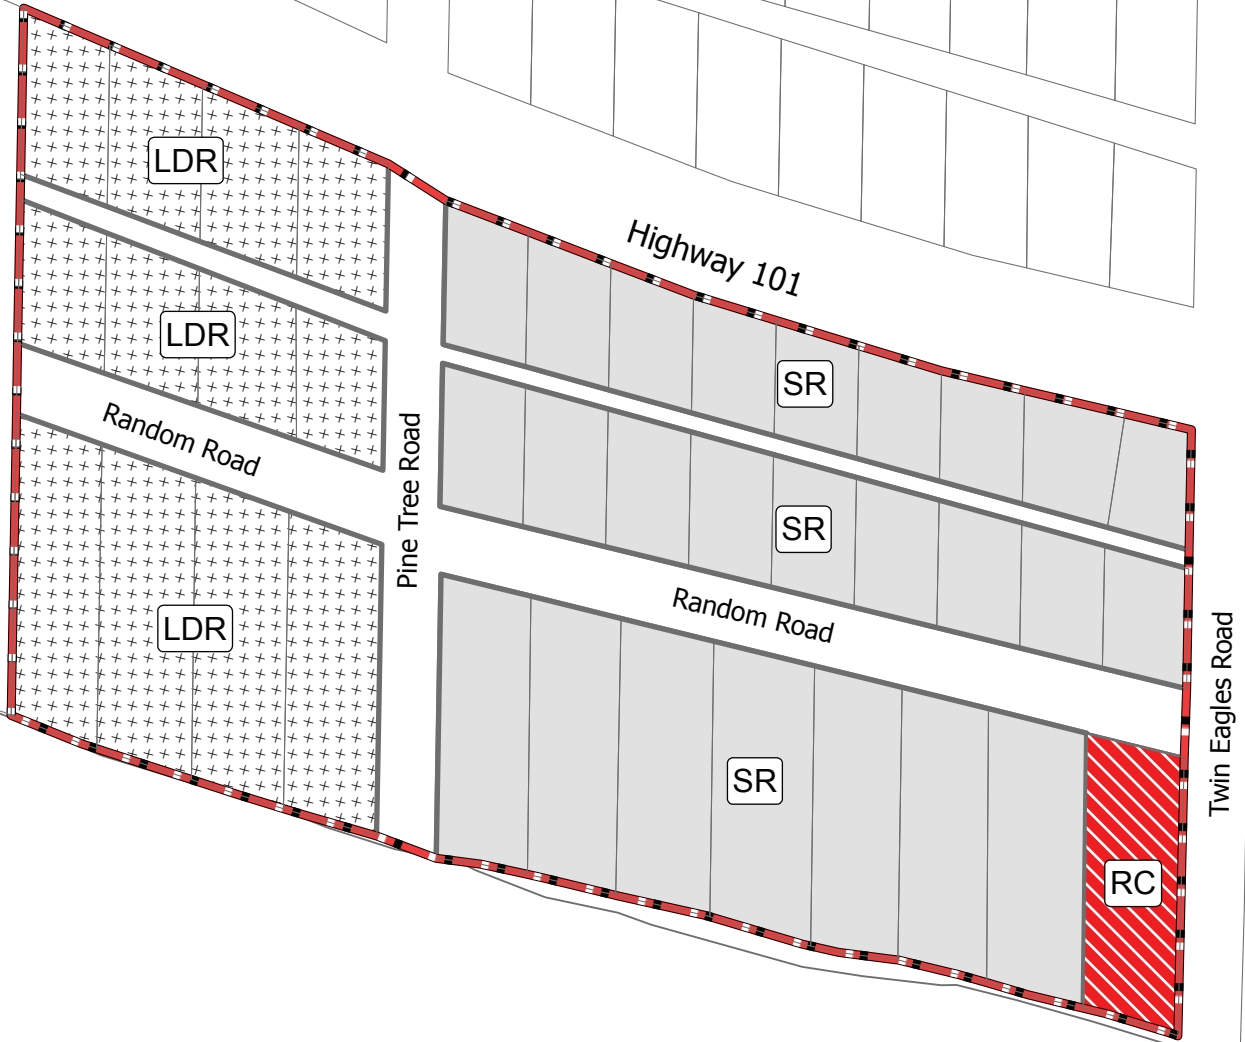 LDR
Highway 101
LDR
SR
Random Road
Pine Tree Road
SR
Random Road
LDR
Twin Eagles Road
SR
RC